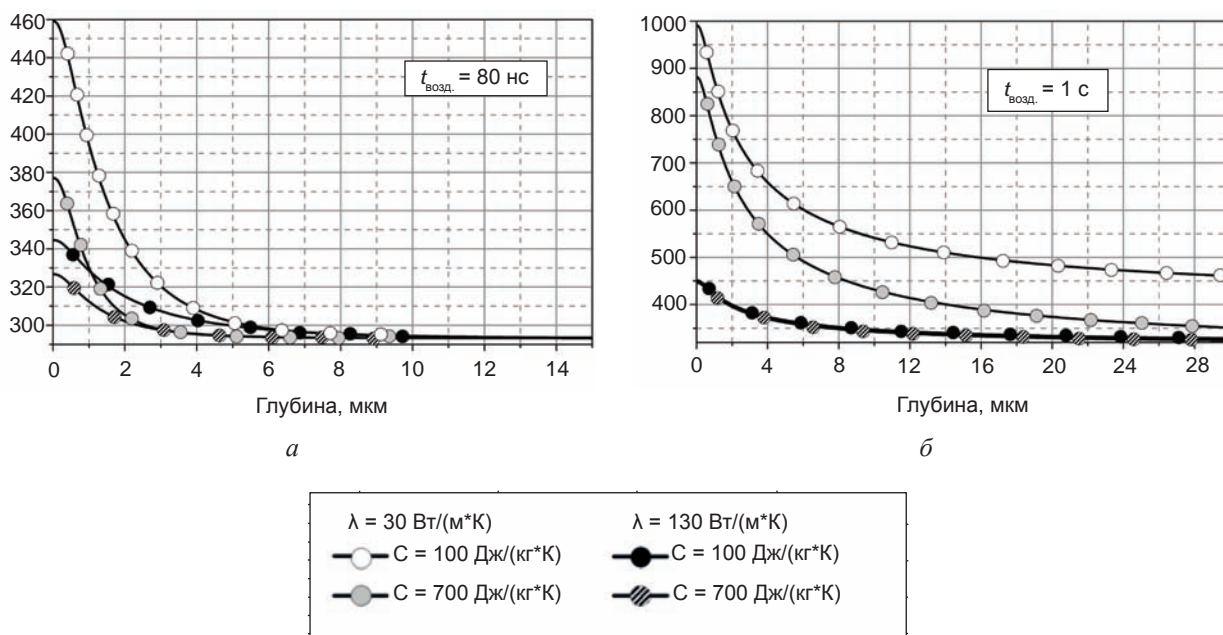 460
440
420
400
380
360
340
320
300
0 2 4 6 8 10 12 14
tвозд. = 80 нс
Глубина, мкм
а
1000
900
800
700
600
500
400
0 4 8 12 16 20 24 28
tвозд. = 1 с
Глубина, мкм
б
λ = 30 Вт/(м*К) λ = 130 Вт/(м*К)
C = 100 Дж/(кг*К) C = 100 Дж/(кг*К)
C = 700 Дж/(кг*К) C = 700 Дж/(кг*К)